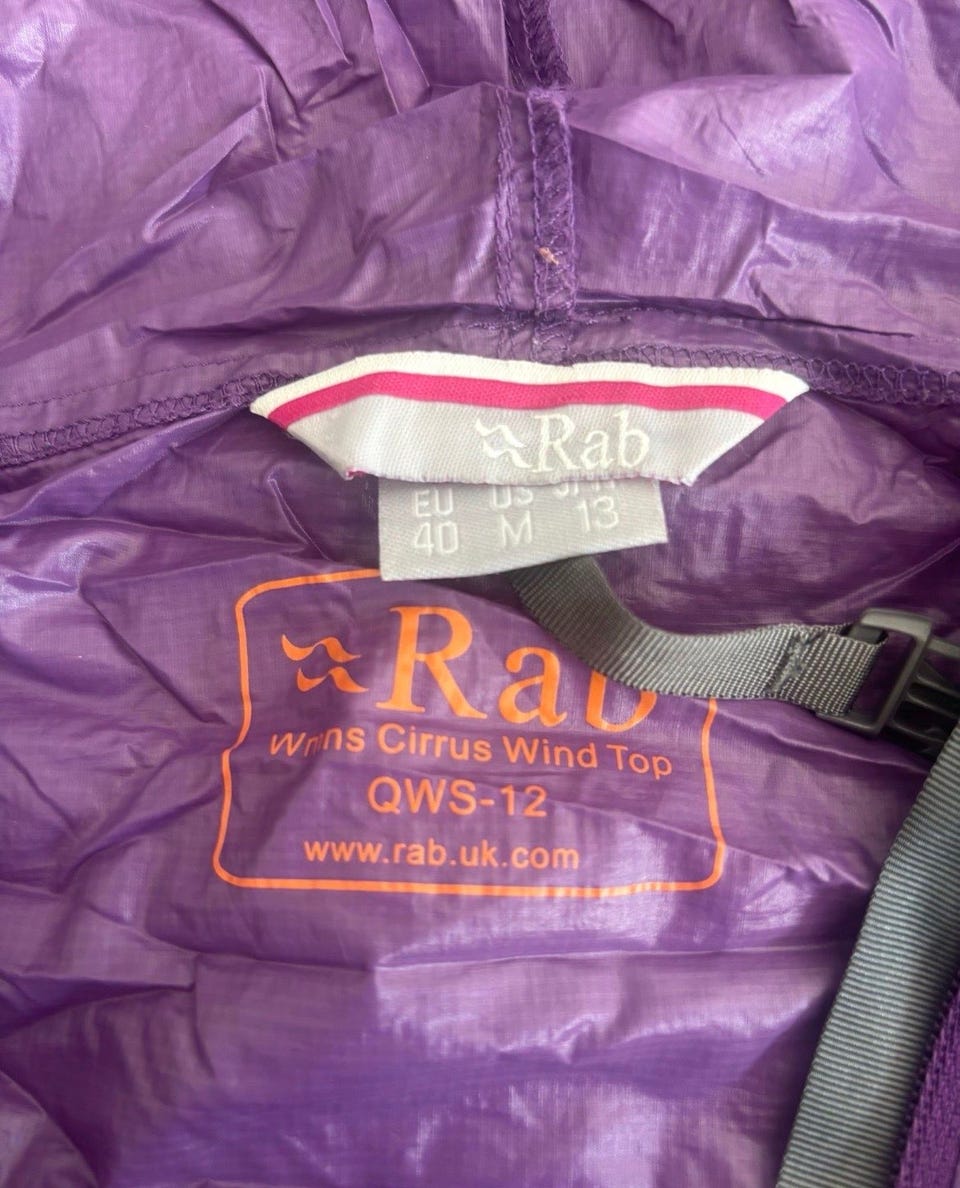 Rab
EU US
40 M 13
Rab
Wmns Cirrus Wind Top
QWS-12
www.rab.uk.com